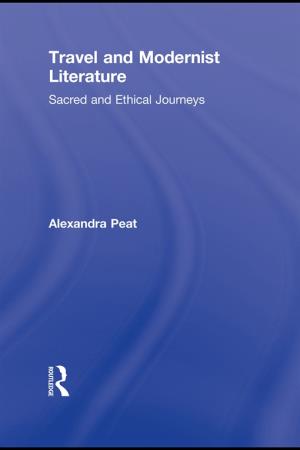 Travel and Modernist
Literature
Sacred and Ethical Journeys
Alexandra Peat
ROUTLEDGE